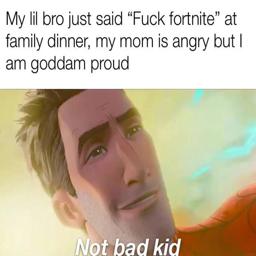 My lil bro just said “Fuck fortnite” at
family dinner, my mom is angry but I
am goddam proud
Not bad kid